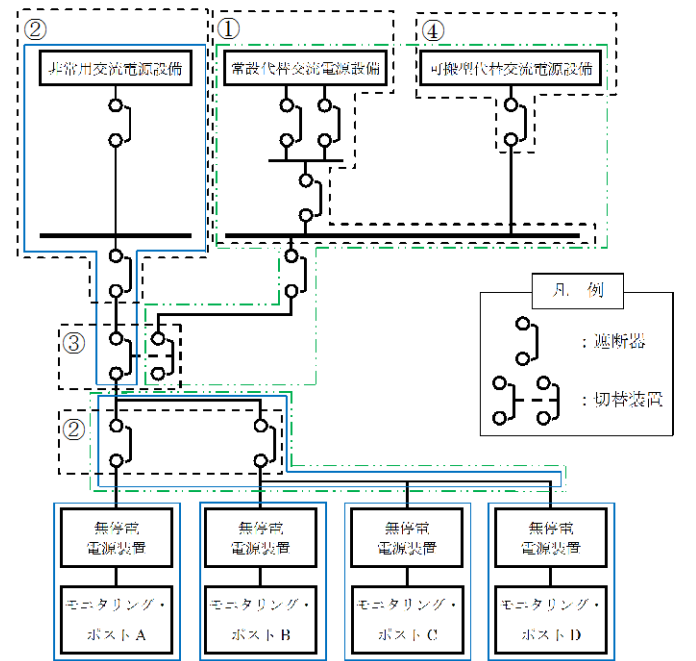 ② ① ④
非常用交流電源設備 常設代替交流電源設備 可搬型代替交流電源設備
凡 例
：遮断器
③
：切替装置
②
無停電 無停電 無停電 無停電
電源装置 電源装置 電源装置 電源装置
モニタリング・ モニタリング・ モニタリング・ モニタリング・
ポストA ポストB ポストC ポストD